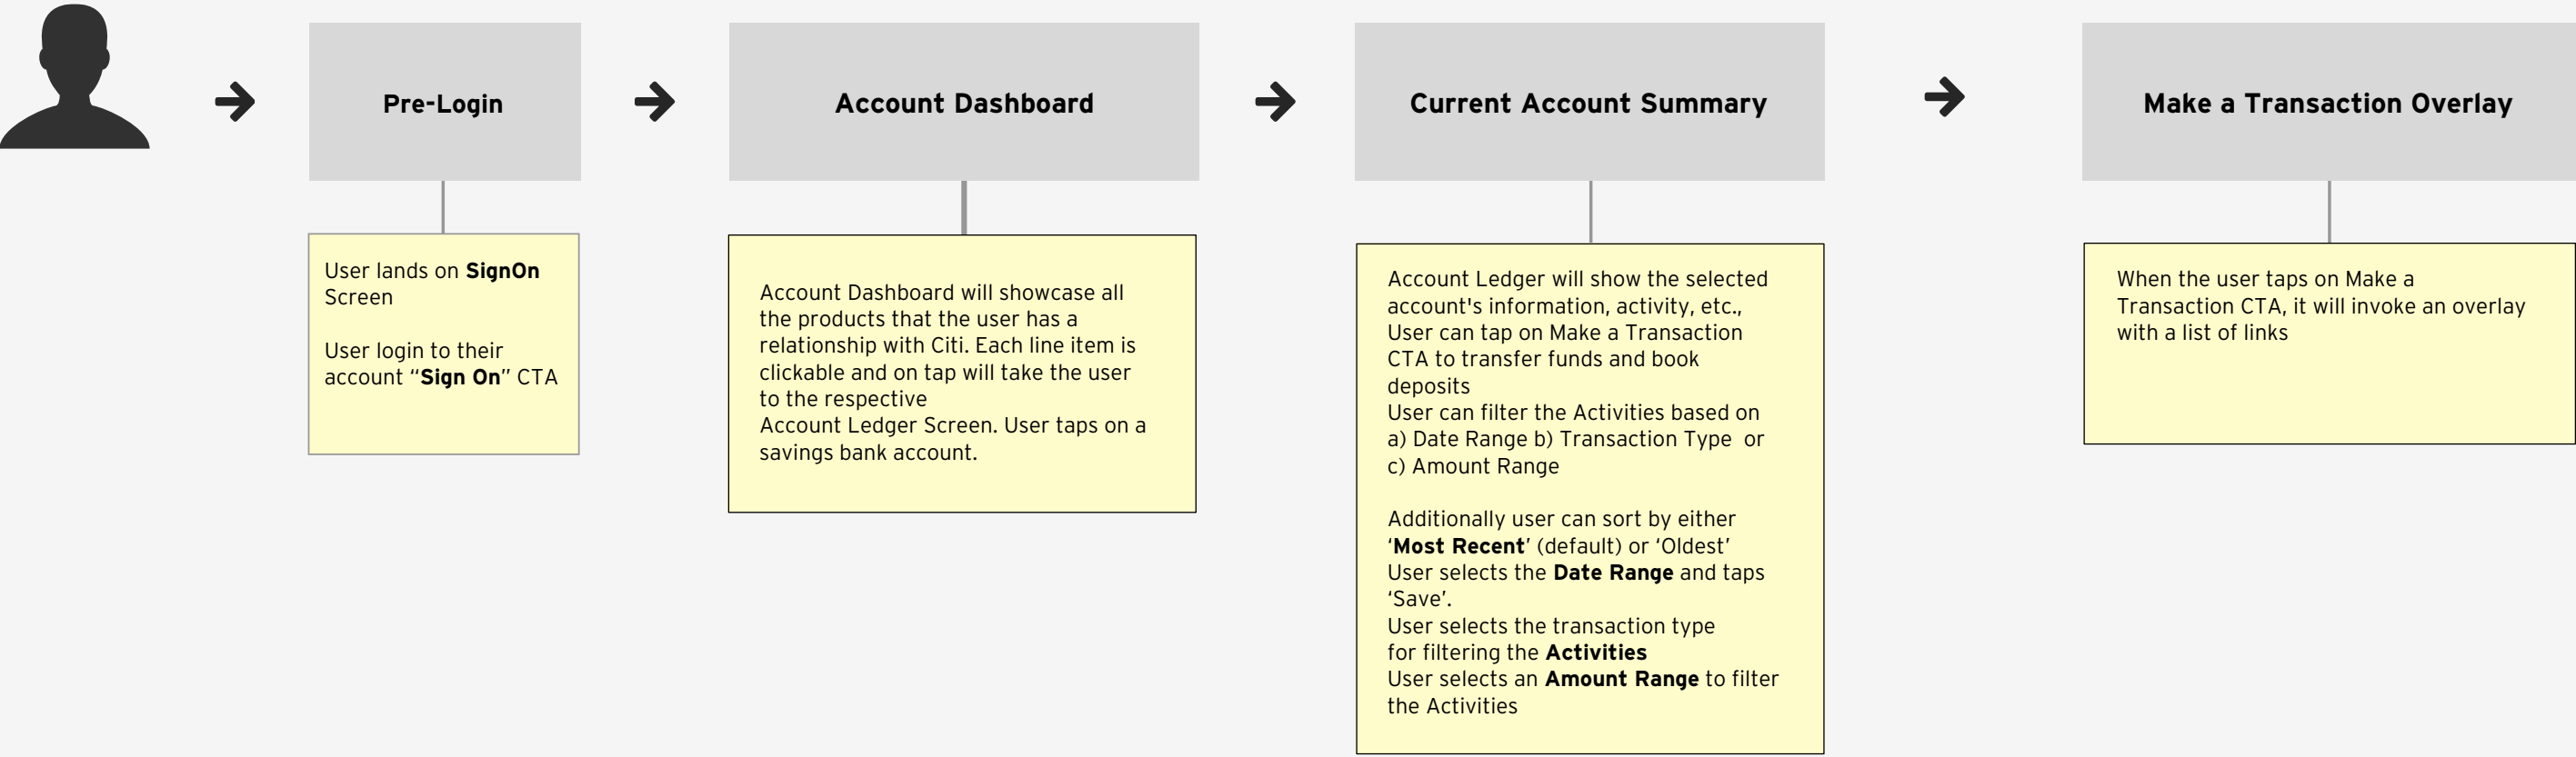 Pre-Login
Account Dashboard
Current Account Summary
Make a Transaction Overlay
User lands on SignOn
Screen
User login to their
account “Sign On” CTA
Account Dashboard will showcase all
the products that the user has a
relationship with Citi. Each line item is
clickable and on tap will take the user
to the respective
Account Ledger Screen. User taps on a
savings bank account.
Account Ledger will show the selected
account's information, activity, etc.,
User can tap on Make a Transaction
CTA to transfer funds and book
deposits
User can filter the Activities based on
a) Date Range b) Transaction Type or
c) Amount Range
Additionally user can sort by either
‘Most Recent’ (default) or ‘Oldest’
User selects the Date Range and taps
‘Save’.
User selects the transaction type
for filtering the Activities
User selects an Amount Range to filter
the Activities
When the user taps on Make a
Transaction CTA, it will invoke an overlay
with a list of links